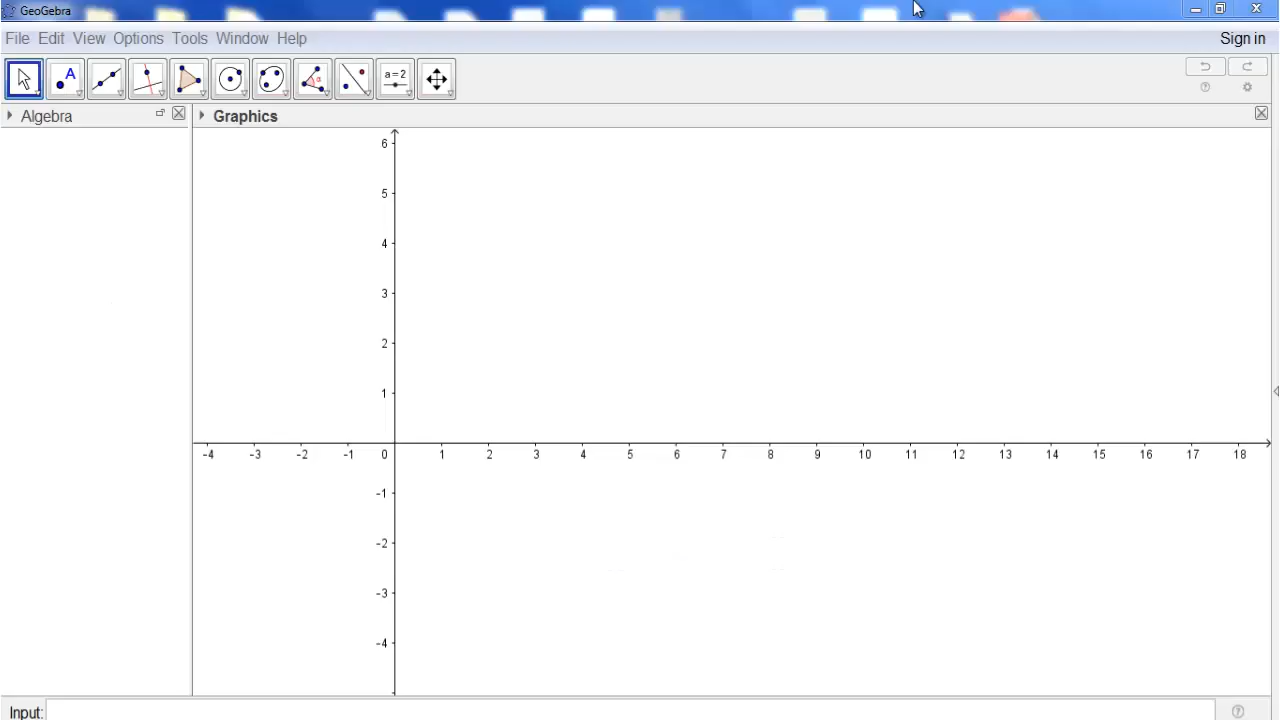 GeoGebra
File Edit View Options Tools Window Help
Sign in
A
α
a=2
Algebra
Graphics
6
5
4
3
2
1
-4 -3 -2 -1 0 1 2 3 4 5 6 7 8 9 10 11 12 13 14 15 16 17 18
-1
-2
-3
-4
Input: